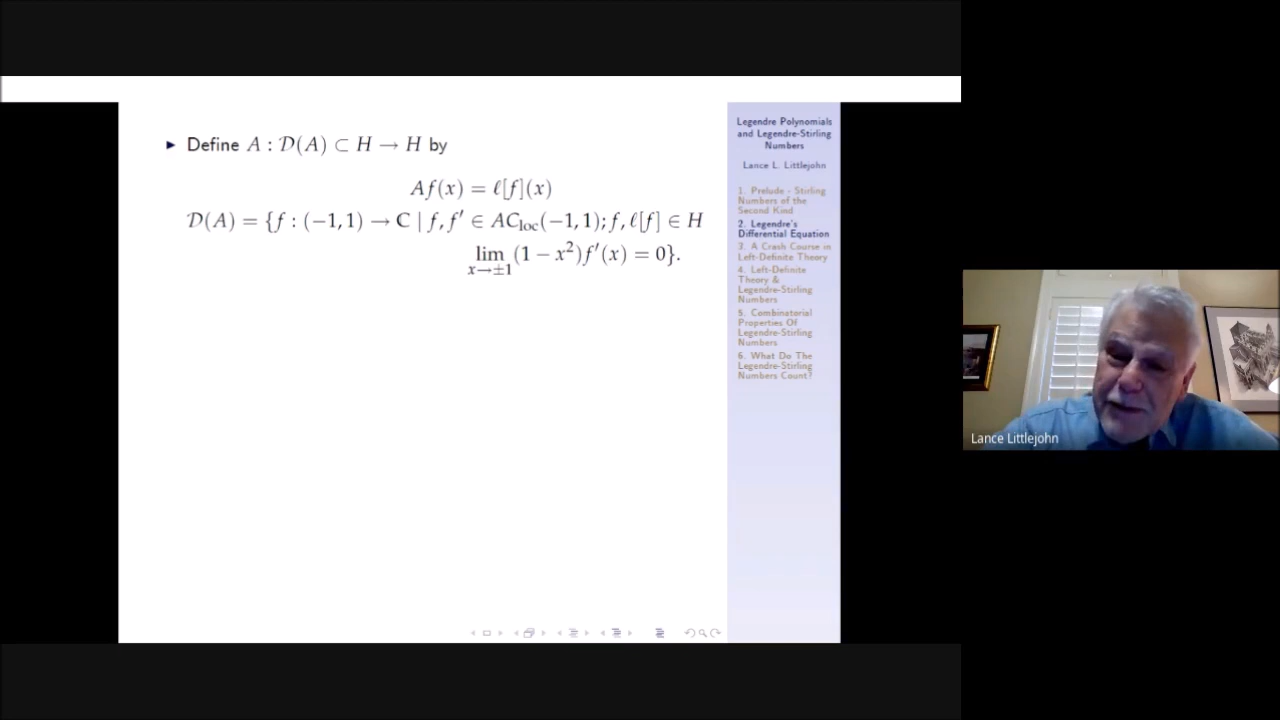 ► Define A : 𝒟(A) ⊂ H → H by
Af(x) = ℓ[f](x)
𝒟(A) = {f : (−1, 1) → C | f, f′ ∈ AC_loc(−1, 1); f, ℓ[f] ∈ H
lim_{x→±1} (1 − x²)f′(x) = 0}.
Legendre Polynomials
and Legendre-Stirling
Numbers
Lance L. Littlejohn
1. Prelude - Stirling
Numbers of the
Second Kind
2. Legendre's
Differential Equation
3. A Crash Course in
Left-Definite Theory
4. Left-Definite
Theory &
Legendre-Stirling
Numbers
5. Combinatorial
Properties Of
Legendre-Stirling
Numbers
6. What Do The
Legendre-Stirling
Numbers Count?
Lance Littlejohn